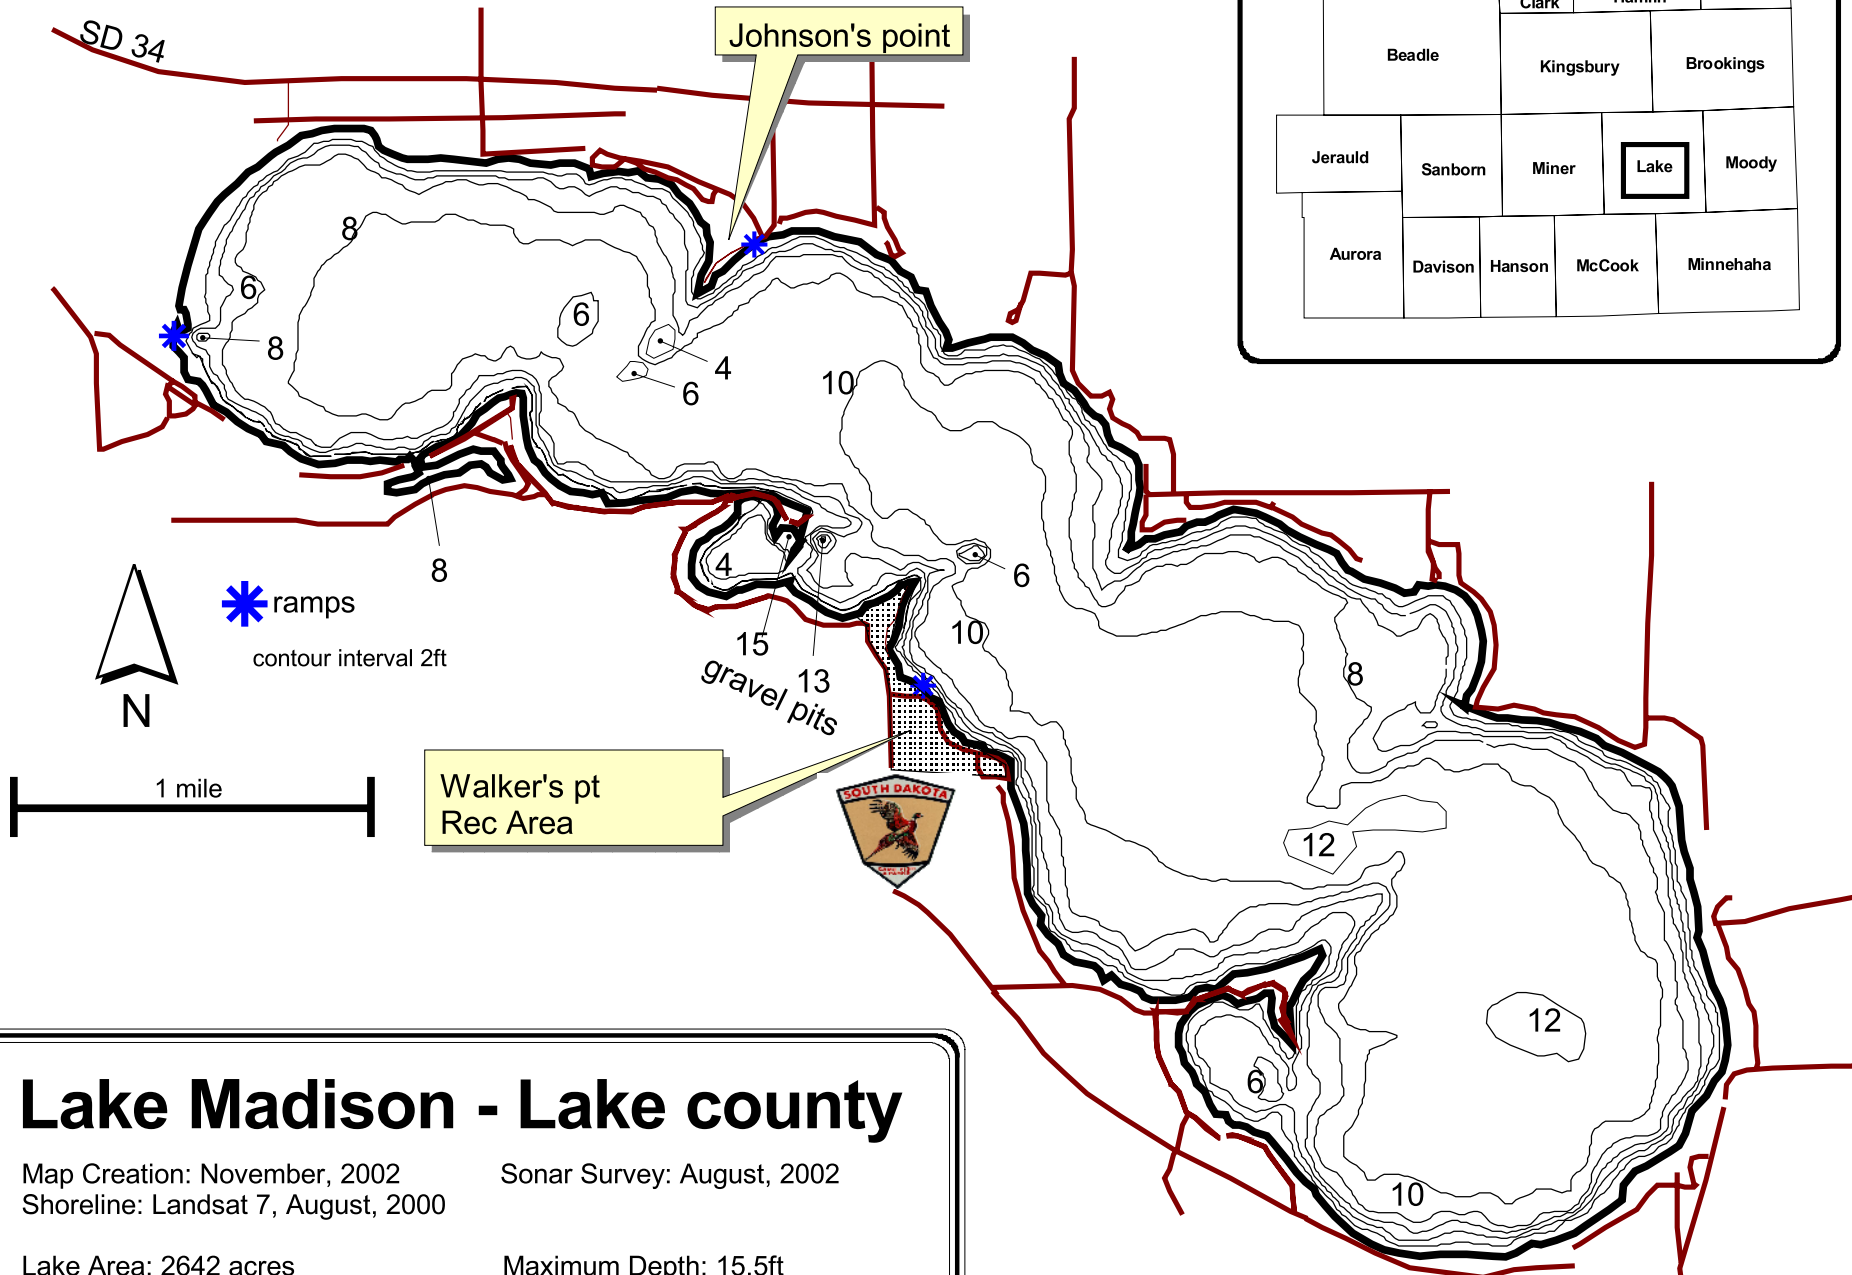 SD 34
Johnson's point
Clark
Hamlin
Beadle
Kingsbury
Brookings
Jerauld
Sanborn
Miner
Lake
Moody
Aurora
Davison
Hanson
McCook
Minnehaha
8
6
8
6
4
6
10
8
4
15
13
gravel pits
6
10
8
12
12
6
10
ramps
contour interval 2ft
N
1 mile
Walker's pt
Rec Area
SOUTH DAKOTA
Lake Madison - Lake county
Map Creation: November, 2002
Sonar Survey: August, 2002
Shoreline: Landsat 7, August, 2000
Lake Area: 2642 acres
Maximum Depth: 15.5ft